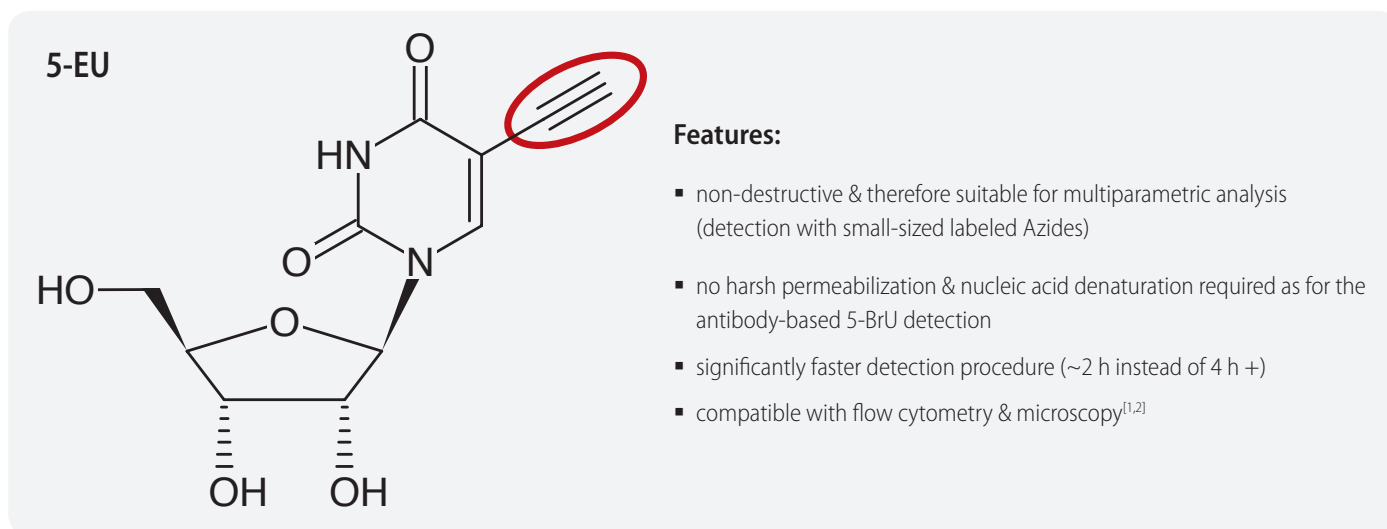 5-EU
O
HN
O
N
HO
O
OH
OH
Features:
▪ non-destructive & therefore suitable for multiparametric analysis
(detection with small-sized labeled Azides)
▪ no harsh permeabilization & nucleic acid denaturation required as for the
antibody-based 5-BrU detection
▪ significantly faster detection procedure (~2 h instead of 4 h +)
▪ compatible with flow cytometry & microscopy[1,2]